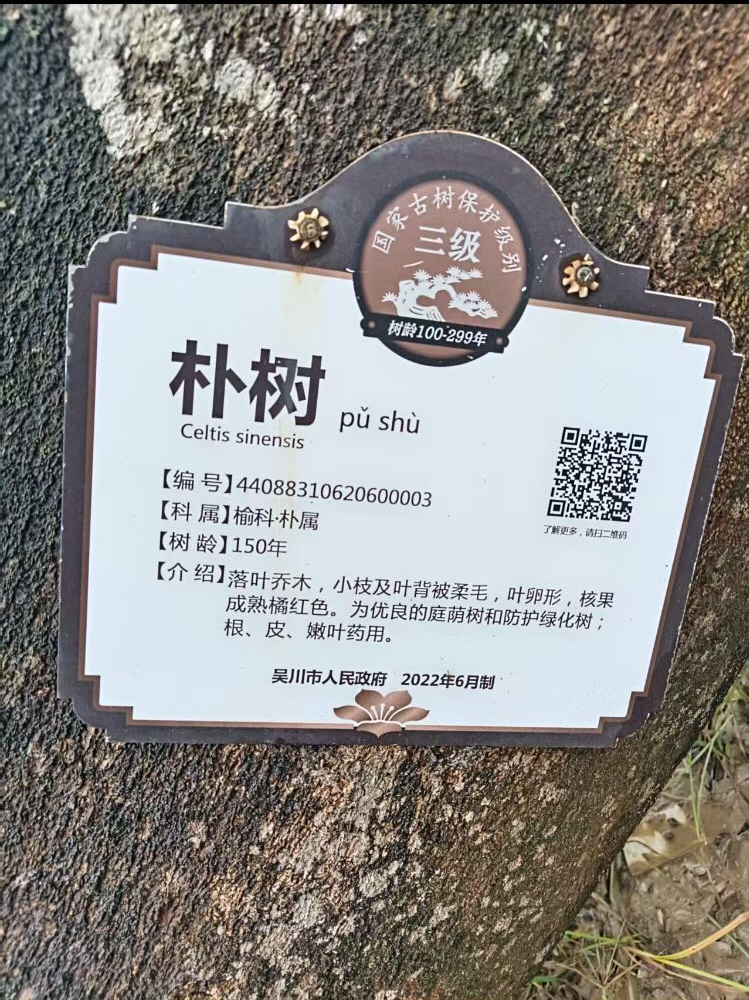 国家古树保护级别
三级
树龄100-299年
朴树 pǔ shù
Celtis sinensis
【编 号】44088310620600003
【科 属】榆科·朴属
【树 龄】150年
【介 绍】落叶乔木，小枝及叶背被柔毛，叶卵形，核果
成熟橘红色。为优良的庭荫树和防护绿化树；
根、皮、嫩叶药用。
了解更多，请扫二维码
吴川市人民政府 2022年6月制